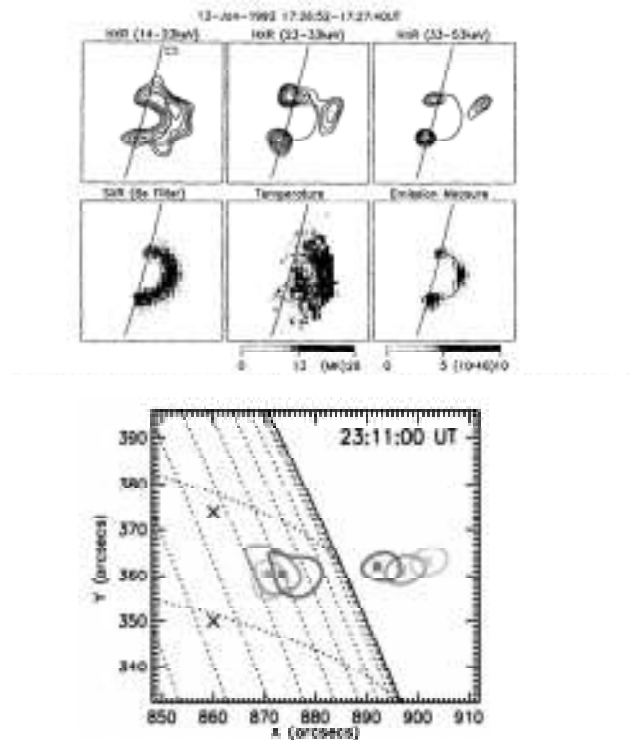 13-Jan-1992 17:26:52-17:27:40UT
HXR (14-23keV) HXR (23-33keV) HXR (33-53keV)
SXR (Be Filter) Temperature Emission Measure
0 (MK)20 0 5 (10^46)10
23:11:00 UT
390
380
370
360
350
340
Y (arcsecs)
850 860 870 880 890 900 910
X (arcsecs)